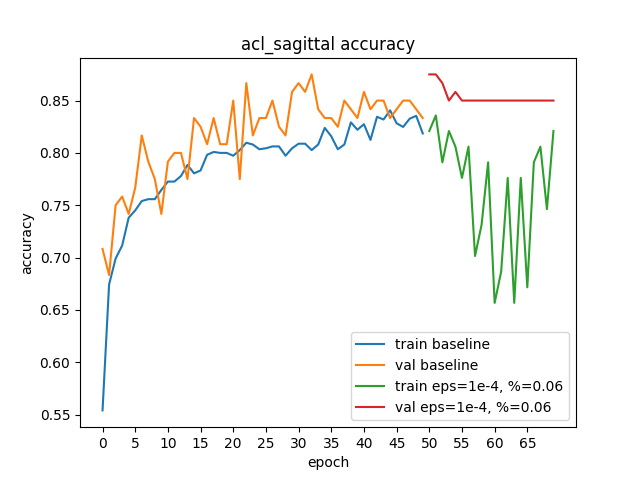 acl_sagittal accuracy
accuracy
0.85
0.80
0.75
0.70
0.65
0.60
0.55
train baseline
val baseline
train eps=1e-4, %=0.06
val eps=1e-4, %=0.06
0 5 10 15 20 25 30 35 40 45 50 55 60 65
epoch